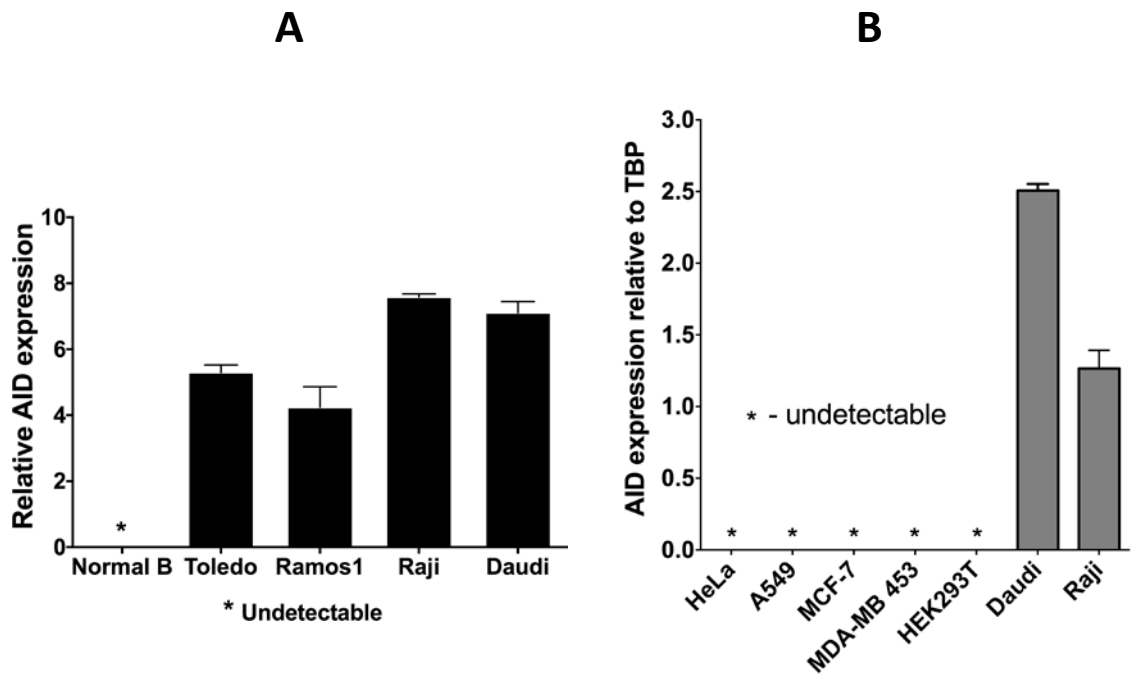 A
Relative AID expression
10
8
6
4
2
0
*
Normal B Toledo Ramos1 Raji Daudi
* Undetectable
B
AID expression relative to TBP
3.0
2.5
2.0
1.5
1.0
0.5
0.0
* - undetectable
* * * * *
HeLa
A549
MCF-7
MDA-MB 453
HEK293T
Daudi
Raji